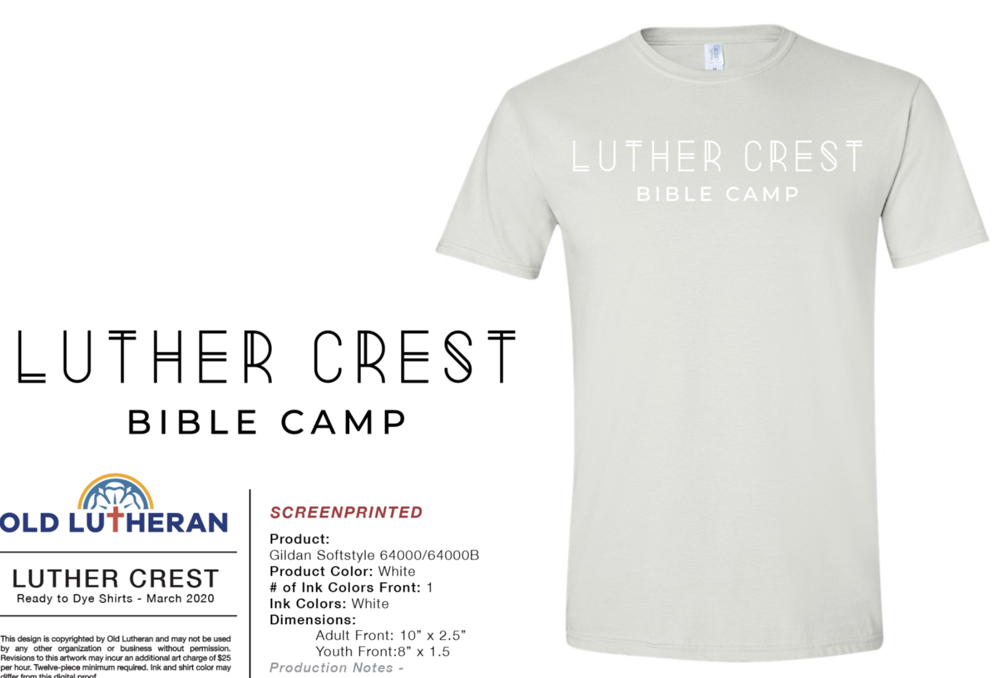 LUTHER CREST
BIBLE CAMP
LUTHER CREST
BIBLE CAMP
OLD LUTHERAN
LUTHER CREST
Ready to Dye Shirts - March 2020
This design is copyrighted by Old Lutheran and may not be used
by any other organization or business without permission.
Revisions to this artwork may incur an additional art charge of $25
per hour. Twelve-piece minimum required. Ink and shirt color may
differ from this digital proof.
SCREENPRINTED
Product:
Gildan Softstyle 64000/64000B
Product Color: White
# of Ink Colors Front: 1
Ink Colors: White
Dimensions:
Adult Front: 10” x 2.5”
Youth Front:8” x 1.5
Production Notes -